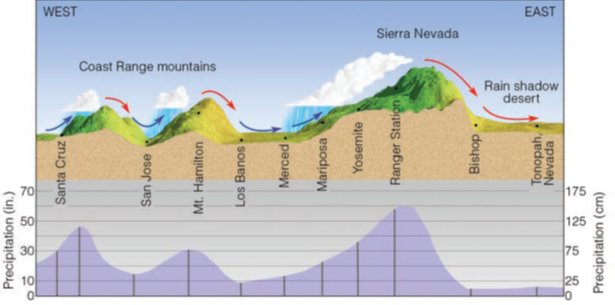 WEST
EAST
Sierra Nevada
Coast Range mountains
Rain shadow
desert
Santa Cruz
San Jose
Mt. Hamilton
Los Banos
Merced
Mariposa
Yosemite
Ranger Station
Bishop
Tonopah,
Nevada
Precipitation (in.)
70
50
30
10
0
175
125
75
25
0
Precipitation (cm)